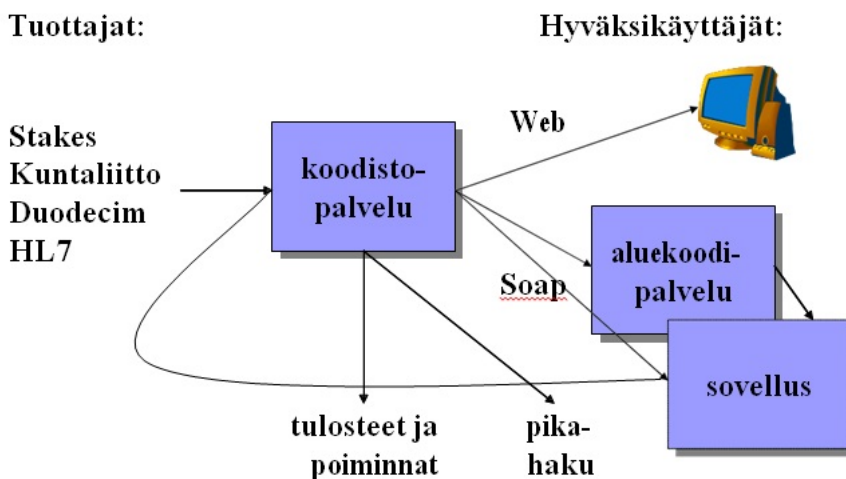 Tuottajat:
Hyväksikäyttäjät:
Stakes
Kuntaliitto
Duodecim
HL7
koodisto-
palvelu
Web
Soap
aluekoodi-
palvelu
sovellus
tulosteet ja
poiminnat
pika-
haku